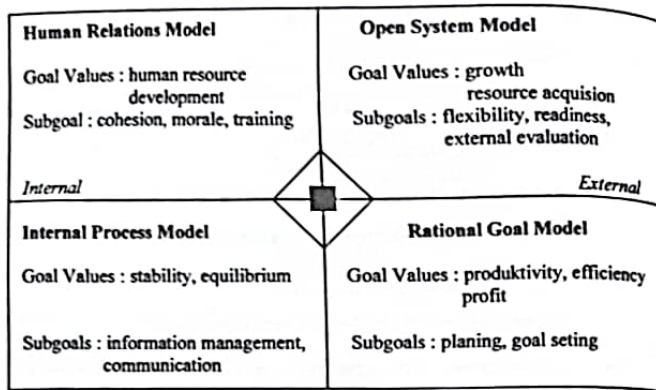 Human Relations Model
Goal Values : human resource
development
Subgoal : cohesion, morale, training
Internal
Open System Model
Goal Values : growth
resource acquision
Subgoals : flexibility, readiness,
external evaluation
External
Internal Process Model
Goal Values : stability, equilibrium
Subgoals : information management,
communication
Rational Goal Model
Goal Values : produktivity, efficiency
profit
Subgoals : planing, goal seting